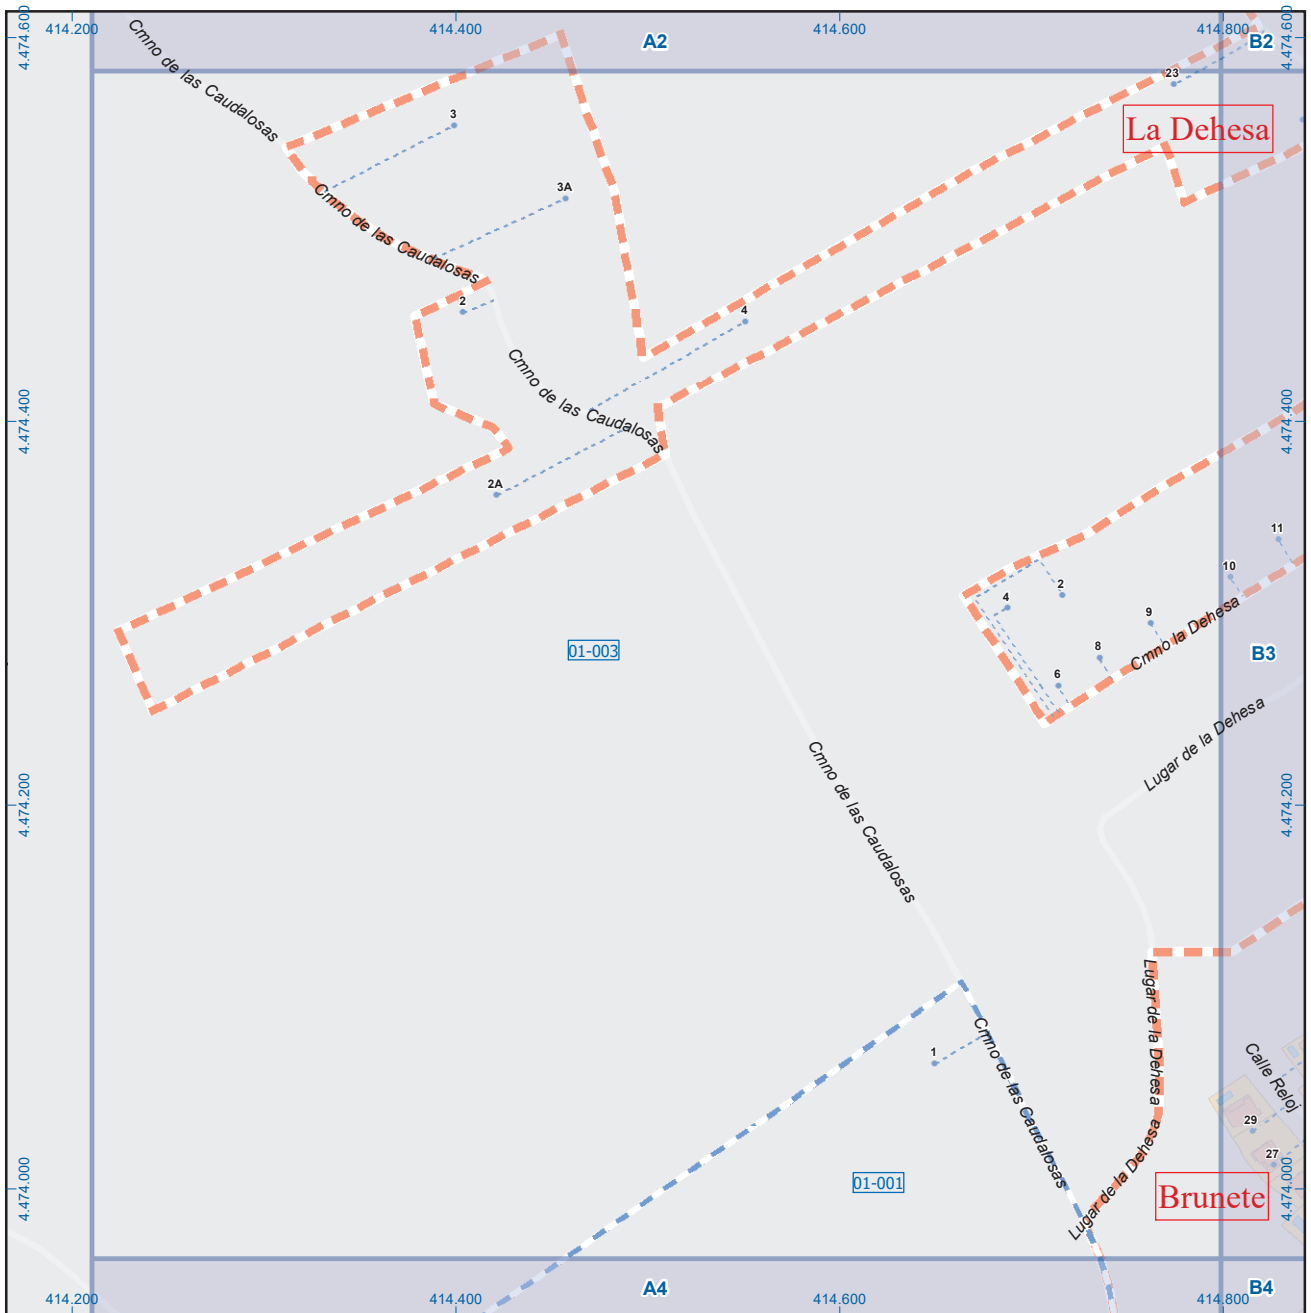 414.200
414.400
A2
414.600
414.800
B2
4.474.600
4.474.600
Cmno de las Caudalosas
23
La Dehesa
3
3A
Cmno de las Caudalosas
2
4
Cmno de las Caudalosas
4.474.400
4.474.400
2A
11
10
2
4
9
Cmno la Dehesa
8
6
01-003
B3
Lugar de la Dehesa
Cmno de las Caudalosas
4.474.200
4.474.200
Lugar de la Dehesa
Cmno de las Caudalosas
1
Calle Reloj
29
27
Lugar de la Dehesa
01-001
Brunete
4.474.000
4.474.000
414.200
414.400
A4
414.600
414.800
B4